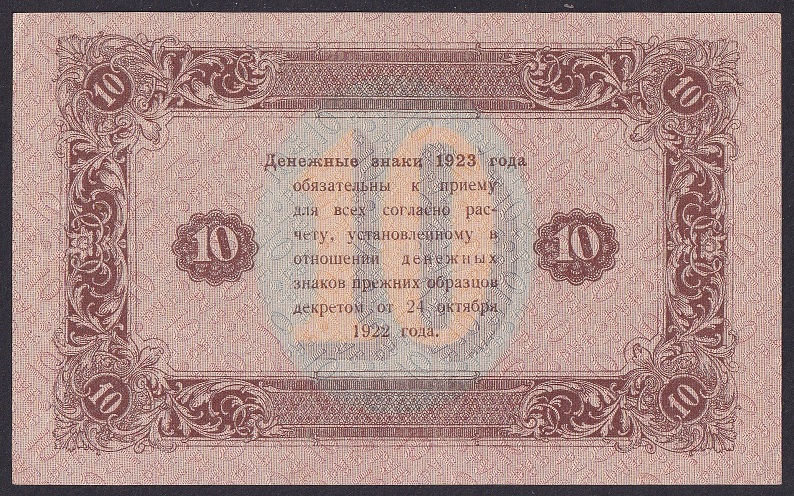 10 10
10
Денежные знаки 1923 года
обязательны к приему
для всех согласно рас-
чету, установленному в
отношении денежных
знаков прежних образцов
декретом от 24 октября
1922 года.
10 10
10 10